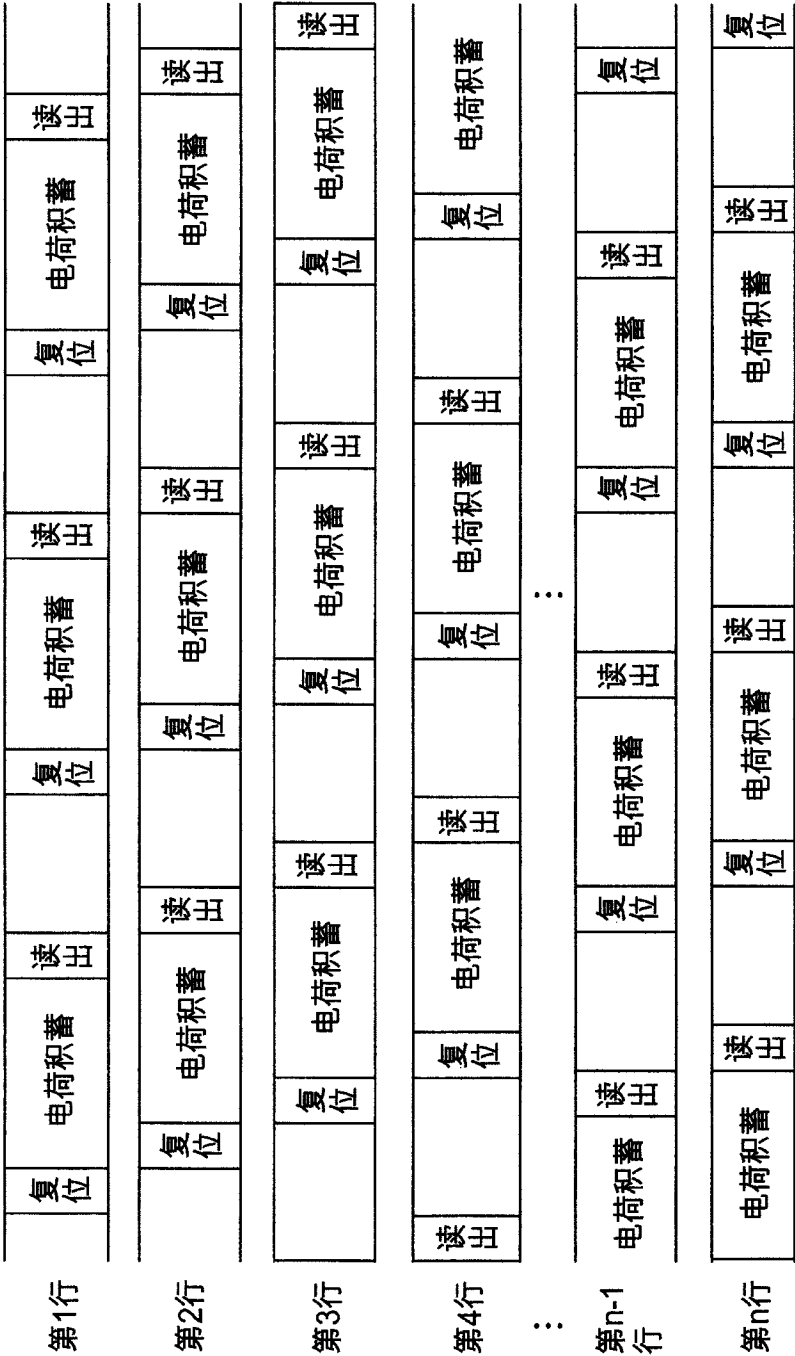 第1行 复位 电荷积蓄 读出 复位 电荷积蓄 读出 复位 电荷积蓄 读出
第2行 复位 电荷积蓄 读出 复位 电荷积蓄 读出 复位 电荷积蓄 读出
第3行 复位 电荷积蓄 读出 复位 电荷积蓄 读出 复位 电荷积蓄 读出
第4行 读出 复位 电荷积蓄 读出 复位 电荷积蓄 读出 复位 电荷积蓄
⋮ ⋮
第n-1行 电荷积蓄 读出 复位 电荷积蓄 读出 复位 电荷积蓄 读出 复位
第n行 电荷积蓄 读出 复位 电荷积蓄 读出 复位 电荷积蓄 读出 复位